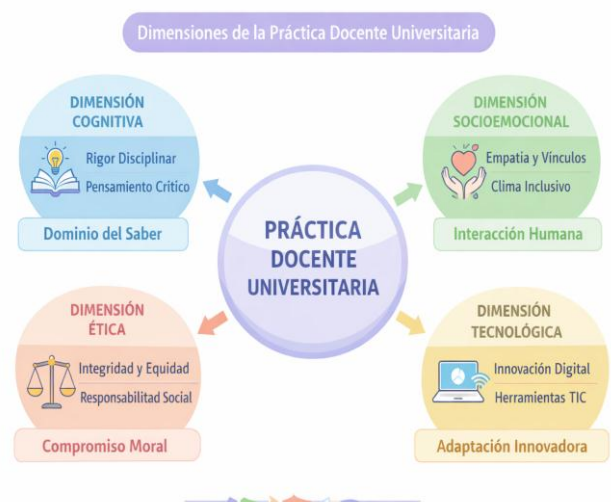 Dimensiones de la Práctica Docente Universitaria
DIMENSIÓN
COGNITIVA
Rigor Disciplinar
Pensamiento Critico
Dominio del Saber
DIMENSIÓN
SOCIOEMOCIONAL
Empatía y Vínculos
Clima Inclusivo
Interacción Humana
PRÁCTICA
DOCENTE
UNIVERSITARIA
DIMENSIÓN
ÉTICA
Integridad y Equidad
Responsabilitad Social
Compromiso Moral
DIMENSIÓN
TECNOLÓGICA
Innovación Digital
Herramientas TIC
Adaptación Innovadora